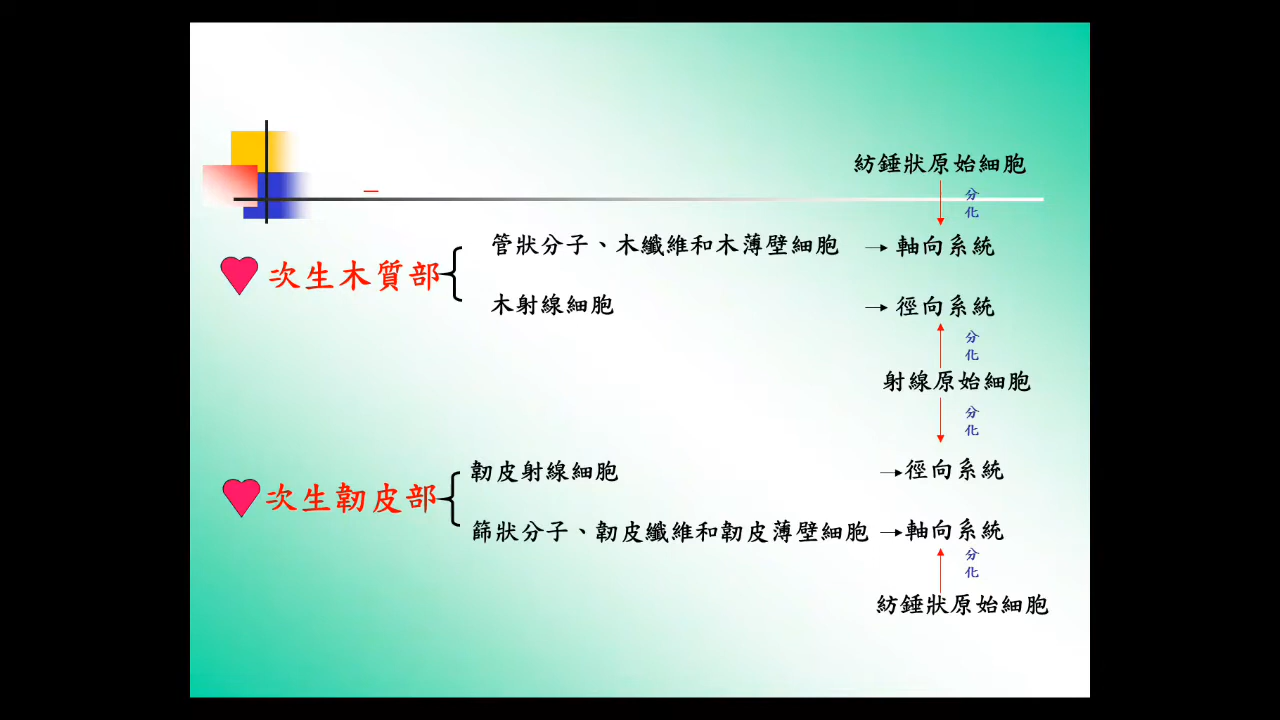 紡錘狀原始細胞
分
化
管狀分子、木纖維和木薄壁細胞
軸向系統
次生木質部
木射線細胞
徑向系統
分
化
射線原始細胞
分
化
韌皮射線細胞
徑向系統
次生韌皮部
篩狀分子、韌皮纖維和韌皮薄壁細胞
軸向系統
分
化
紡錘狀原始細胞